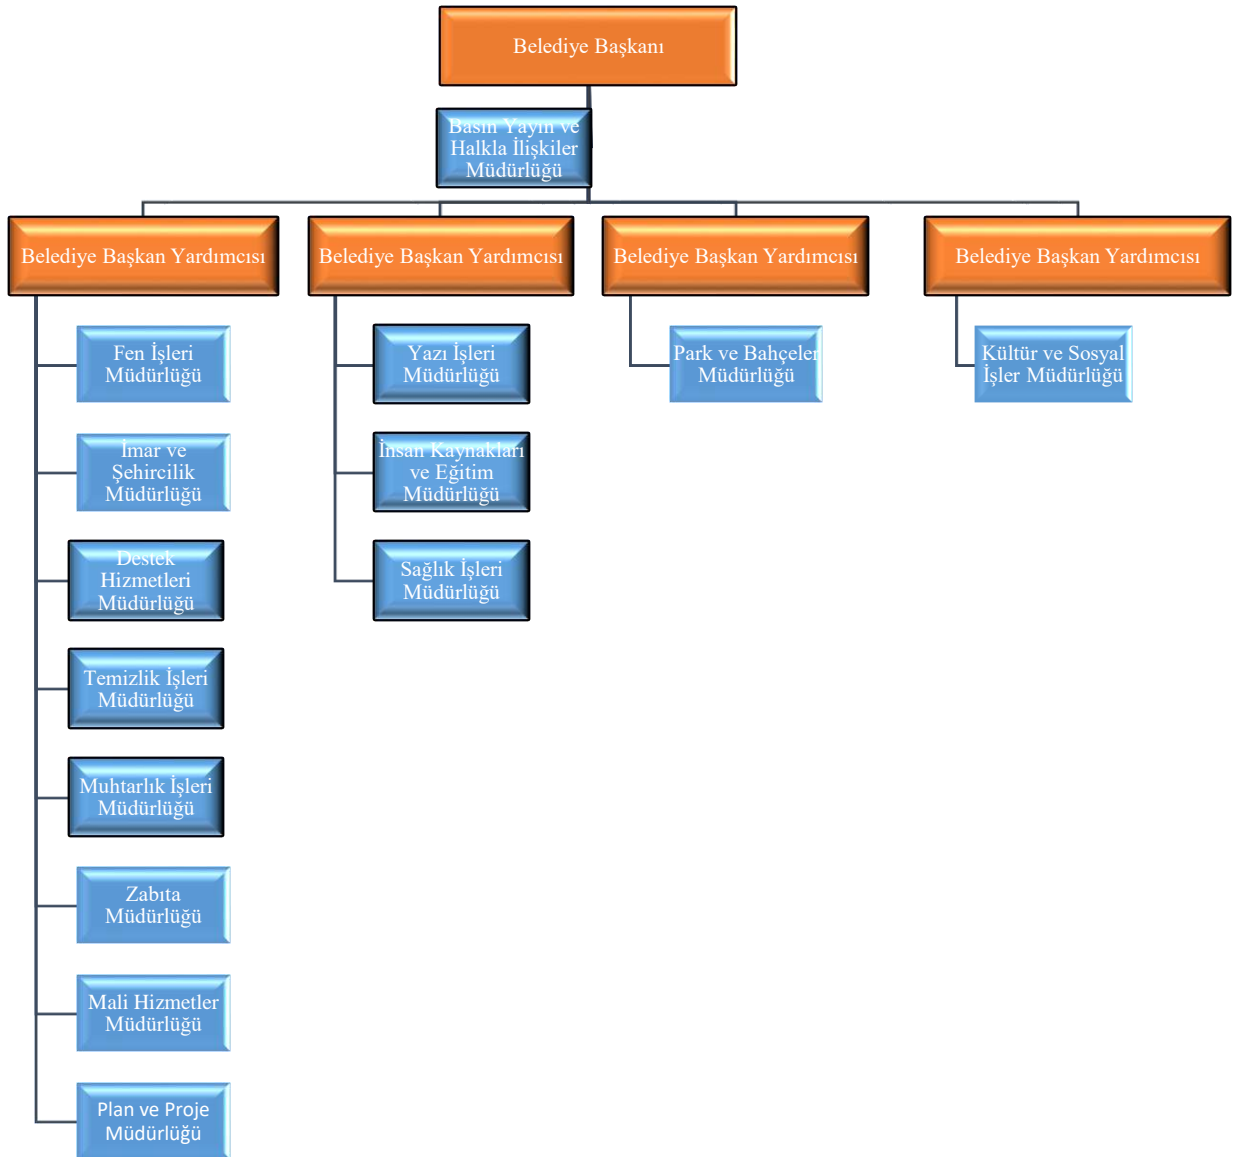 Belediye Başkanı
Basın Yayın ve
Halkla İlişkiler
Müdürlüğü
Belediye Başkan Yardımcısı
Belediye Başkan Yardımcısı
Belediye Başkan Yardımcısı
Belediye Başkan Yardımcısı
Fen İşleri
Müdürlüğü
İmar ve
Şehircilik
Müdürlüğü
Destek
Hizmetleri
Müdürlüğü
Temizlik İşleri
Müdürlüğü
Muhtarlık İşleri
Müdürlüğü
Zabıta
Müdürlüğü
Mali Hizmetler
Müdürlüğü
Plan ve Proje
Müdürlüğü
Yazı İşleri
Müdürlüğü
İnsan Kaynakları
ve Eğitim
Müdürlüğü
Sağlık İşleri
Müdürlüğü
Park ve Bahçeler
Müdürlüğü
Kültür ve Sosyal
İşler Müdürlüğü